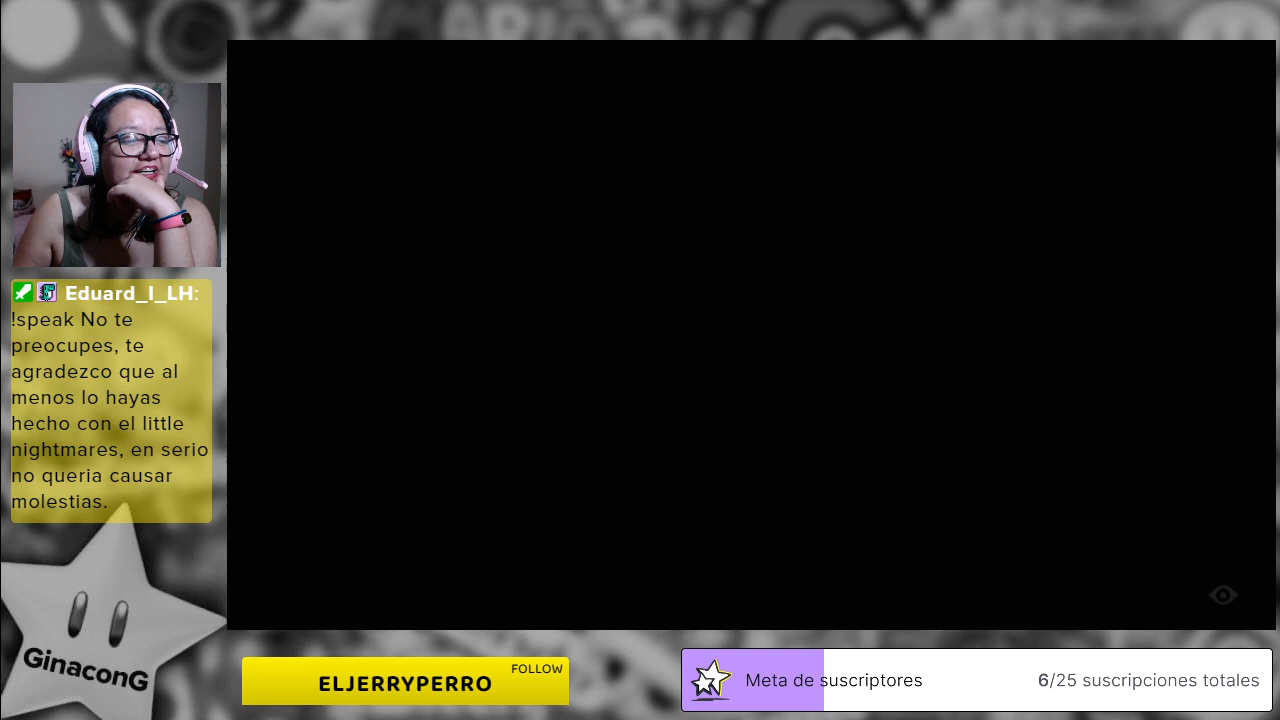 Eduard_I_LH:
!speak No te
preocupes, te
agradezco que al
menos lo hayas
hecho con el little
nightmares, en serio
no queria causar
molestias.
GinaconG
FOLLOW
ELJERRYPERRO
Meta de suscriptores
6/25 suscripciones totales